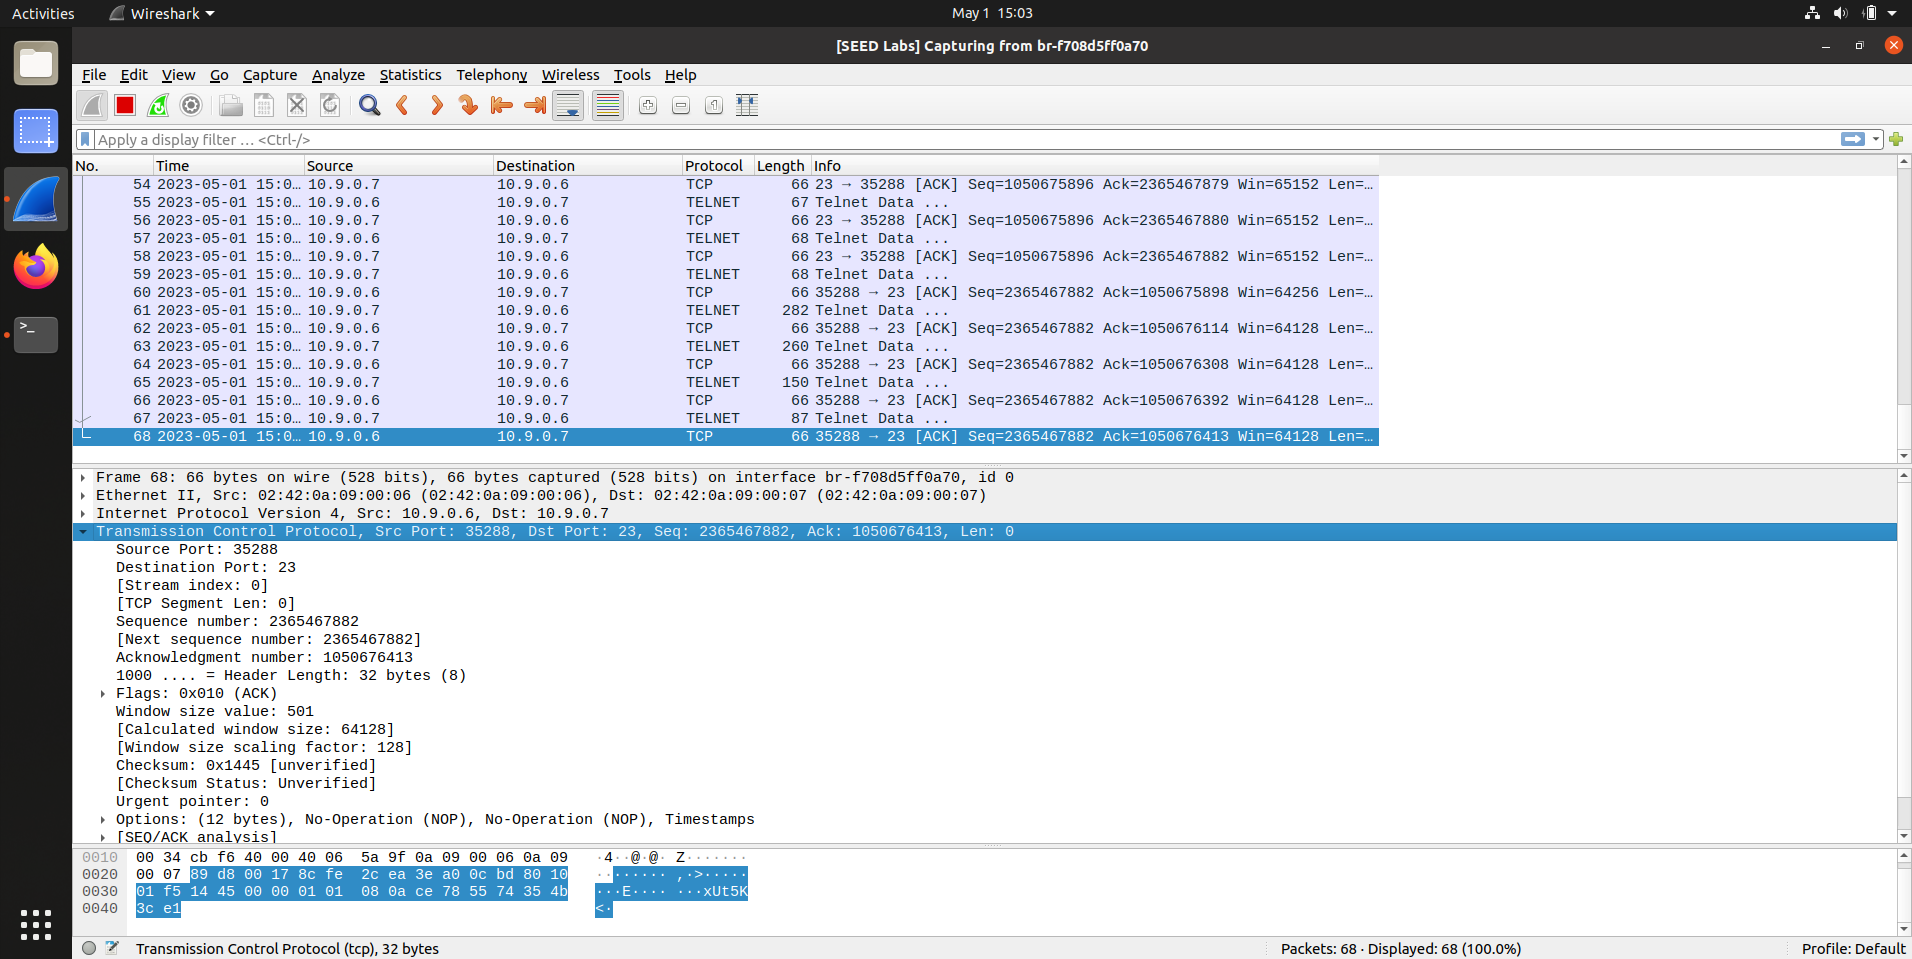 Activities Wireshark May 1 15:03
[SEED Labs] Capturing from br-f708d5ff0a70
File Edit View Go Capture Analyze Statistics Telephony Wireless Tools Help
Apply a display filter … <Ctrl-/>
No. Time Source Destination Protocol Length Info
54 2023-05-01 15:0… 10.9.0.7 10.9.0.6 TCP 66 23 → 35288 [ACK] Seq=1050675896 Ack=2365467879 Win=65152 Len=…
55 2023-05-01 15:0… 10.9.0.6 10.9.0.7 TELNET 67 Telnet Data ...
56 2023-05-01 15:0… 10.9.0.7 10.9.0.6 TCP 66 23 → 35288 [ACK] Seq=1050675896 Ack=2365467880 Win=65152 Len=…
57 2023-05-01 15:0… 10.9.0.6 10.9.0.7 TELNET 68 Telnet Data ...
58 2023-05-01 15:0… 10.9.0.7 10.9.0.6 TCP 66 23 → 35288 [ACK] Seq=1050675896 Ack=2365467882 Win=65152 Len=…
59 2023-05-01 15:0… 10.9.0.7 10.9.0.6 TELNET 68 Telnet Data ...
60 2023-05-01 15:0… 10.9.0.6 10.9.0.7 TCP 66 35288 → 23 [ACK] Seq=2365467882 Ack=1050675898 Win=64256 Len=…
61 2023-05-01 15:0… 10.9.0.7 10.9.0.6 TELNET 282 Telnet Data ...
62 2023-05-01 15:0… 10.9.0.6 10.9.0.7 TCP 66 35288 → 23 [ACK] Seq=2365467882 Ack=1050676114 Win=64128 Len=…
63 2023-05-01 15:0… 10.9.0.7 10.9.0.6 TELNET 260 Telnet Data ...
64 2023-05-01 15:0… 10.9.0.6 10.9.0.7 TCP 66 35288 → 23 [ACK] Seq=2365467882 Ack=1050676308 Win=64128 Len=…
65 2023-05-01 15:0… 10.9.0.7 10.9.0.6 TELNET 150 Telnet Data ...
66 2023-05-01 15:0… 10.9.0.6 10.9.0.7 TCP 66 35288 → 23 [ACK] Seq=2365467882 Ack=1050676392 Win=64128 Len=…
67 2023-05-01 15:0… 10.9.0.7 10.9.0.6 TELNET 87 Telnet Data ...
68 2023-05-01 15:0… 10.9.0.6 10.9.0.7 TCP 66 35288 → 23 [ACK] Seq=2365467882 Ack=1050676413 Win=64128 Len=…
Frame 68: 66 bytes on wire (528 bits), 66 bytes captured (528 bits) on interface br-f708d5ff0a70, id 0
Ethernet II, Src: 02:42:0a:09:00:06 (02:42:0a:09:00:06), Dst: 02:42:0a:09:00:07 (02:42:0a:09:00:07)
Internet Protocol Version 4, Src: 10.9.0.6, Dst: 10.9.0.7
Transmission Control Protocol, Src Port: 35288, Dst Port: 23, Seq: 2365467882, Ack: 1050676413, Len: 0
Source Port: 35288
Destination Port: 23
[Stream index: 0]
[TCP Segment Len: 0]
Sequence number: 2365467882
[Next sequence number: 2365467882]
Acknowledgment number: 1050676413
1000 .... = Header Length: 32 bytes (8)
Flags: 0x010 (ACK)
Window size value: 501
[Calculated window size: 64128]
[Window size scaling factor: 128]
Checksum: 0x1445 [unverified]
[Checksum Status: Unverified]
Urgent pointer: 0
Options: (12 bytes), No-Operation (NOP), No-Operation (NOP), Timestamps
[SEQ/ACK analysis]
0010 00 34 cb f6 40 00 40 06 5a 9f 0a 09 00 06 0a 09 ·4··@·@· Z·······
0020 00 07 89 d8 00 17 8c fe 2c ea 3e a0 0c bd 80 10 ········ ,·>·····
0030 01 f5 14 45 00 00 01 01 08 0a ce 78 55 74 35 4b ···E···· ···xUt5K
0040 3c e1 <·
Transmission Control Protocol (tcp), 32 bytes Packets: 68 · Displayed: 68 (100.0%) Profile: Default